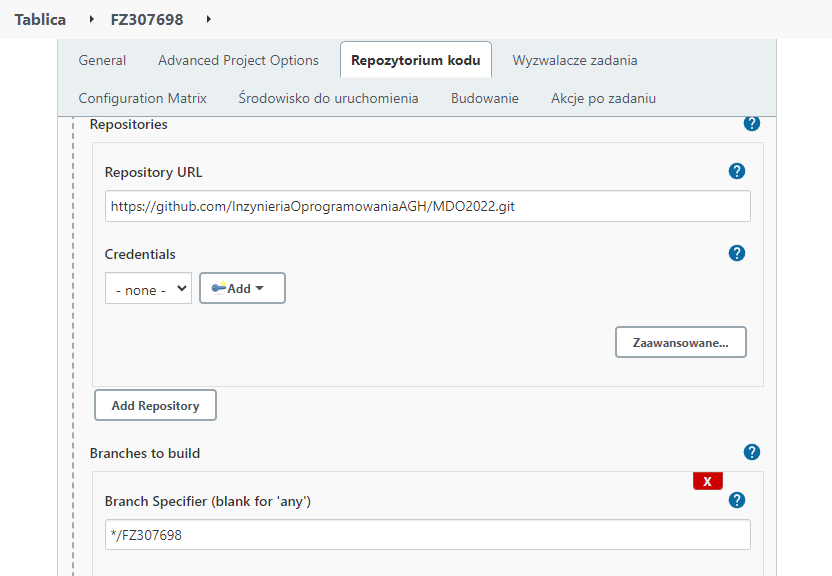 Tablica FZ307698
General Advanced Project Options Repozytorium kodu Wyzwalacze zadania
Configuration Matrix Środowisko do uruchomienia Budowanie Akcje po zadaniu
Repositories ?
Repository URL ?
https://github.com/InzynieriaOprogramowaniaAGH/MDO2022.git
Credentials ?
- none - Add
Zaawansowane...
Add Repository
Branches to build ?
X
Branch Specifier (blank for 'any') ?
*/FZ307698